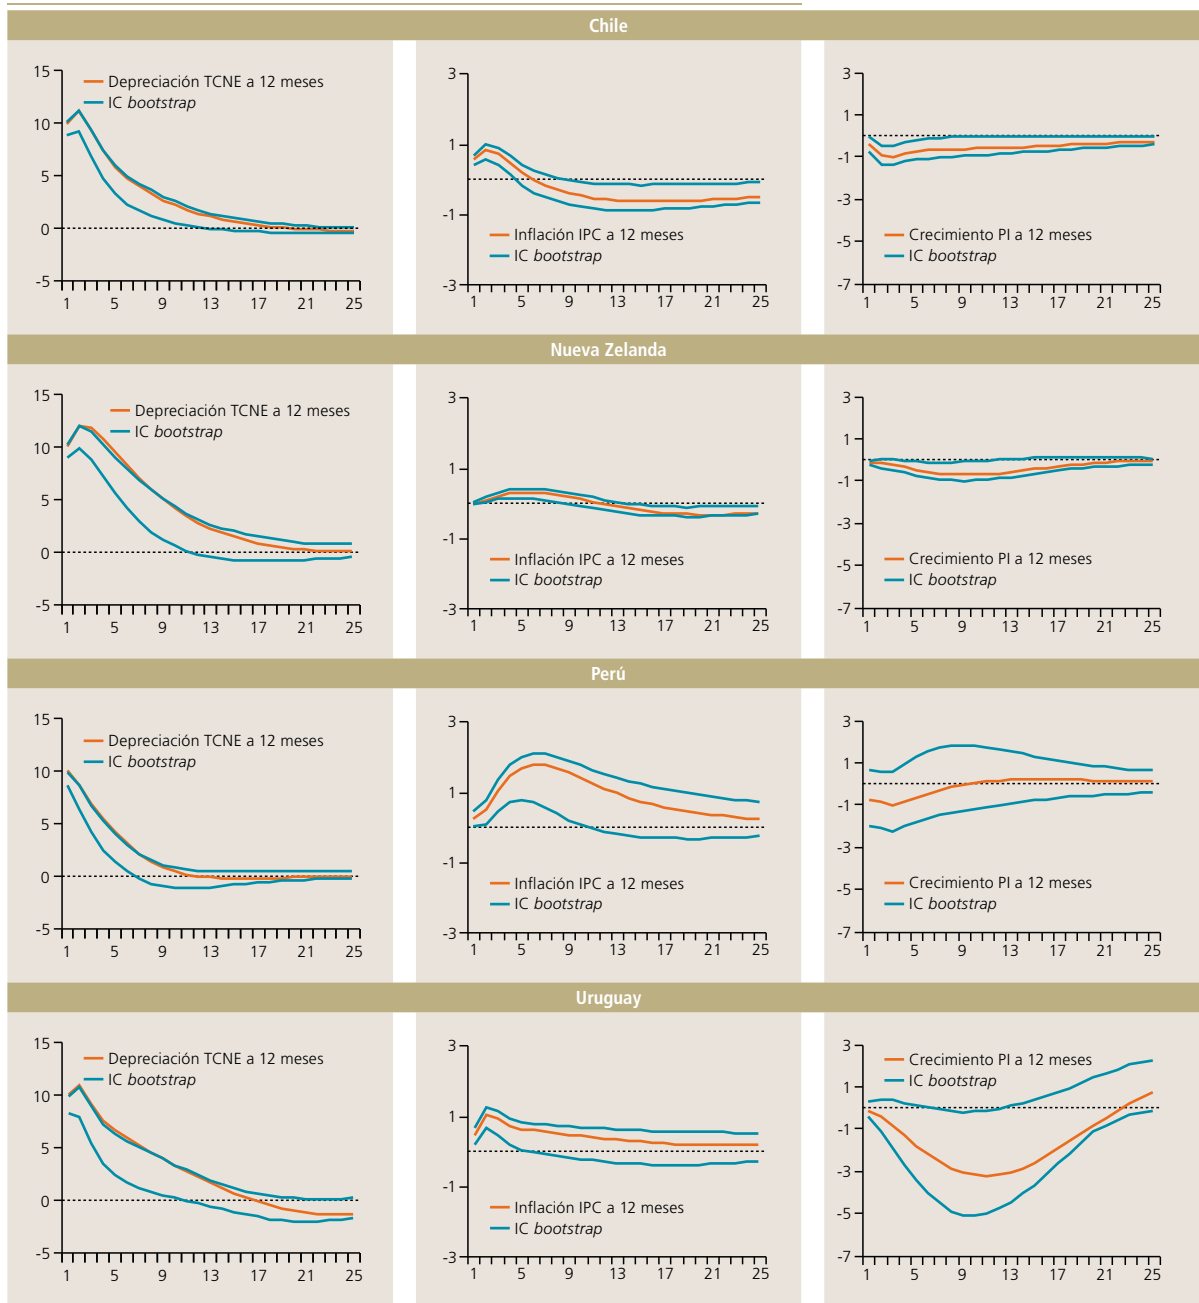 Chile
15
10
5
0
-5
Depreciación TCNE a 12 meses
IC bootstrap
1 5 9 13 17 21 25
3
1
-1
-3
Inflación IPC a 12 meses
IC bootstrap
1 5 9 13 17 21 25
3
1
-1
-3
-5
-7
Crecimiento PI a 12 meses
IC bootstrap
1 5 9 13 17 21 25
Nueva Zelanda
15
10
5
0
-5
Depreciación TCNE a 12 meses
IC bootstrap
1 5 9 13 17 21 25
3
1
-1
-3
Inflación IPC a 12 meses
IC bootstrap
1 5 9 13 17 21 25
3
1
-1
-3
-5
-7
Crecimiento PI a 12 meses
IC bootstrap
1 5 9 13 17 21 25
Perú
15
10
5
0
-5
Depreciación TCNE a 12 meses
IC bootstrap
1 5 9 13 17 21 25
3
1
-1
-3
Inflación IPC a 12 meses
IC bootstrap
1 5 9 13 17 21 25
3
1
-1
-3
-5
-7
Crecimiento PI a 12 meses
IC bootstrap
1 5 9 13 17 21 25
Uruguay
15
10
5
0
-5
Depreciación TCNE a 12 meses
IC bootstrap
1 5 9 13 17 21 25
3
1
-1
-3
Inflación IPC a 12 meses
IC bootstrap
1 5 9 13 17 21 25
3
1
-1
-3
-5
-7
Crecimiento PI a 12 meses
IC bootstrap
1 5 9 13 17 21 25